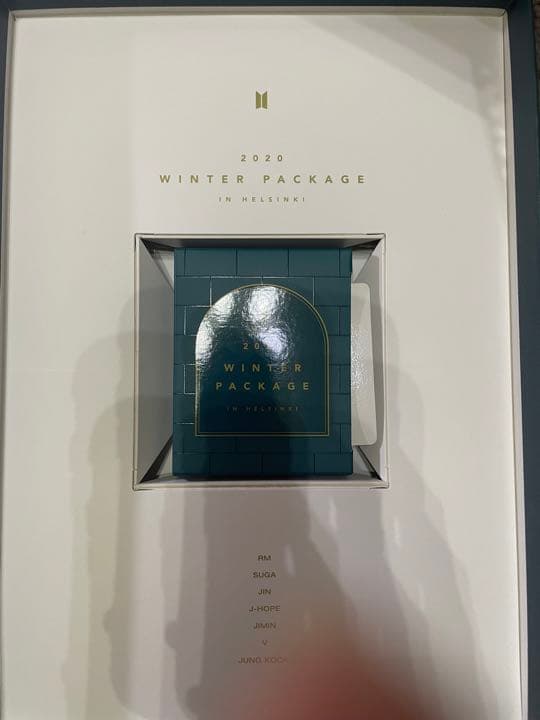 2020
WINTER PACKAGE
IN HELSINKI
WINTER
PACKAGE
IN HELSINKI
RM
SUGA
JIN
J-HOPE
JIMIN
V
JUNG KOOK